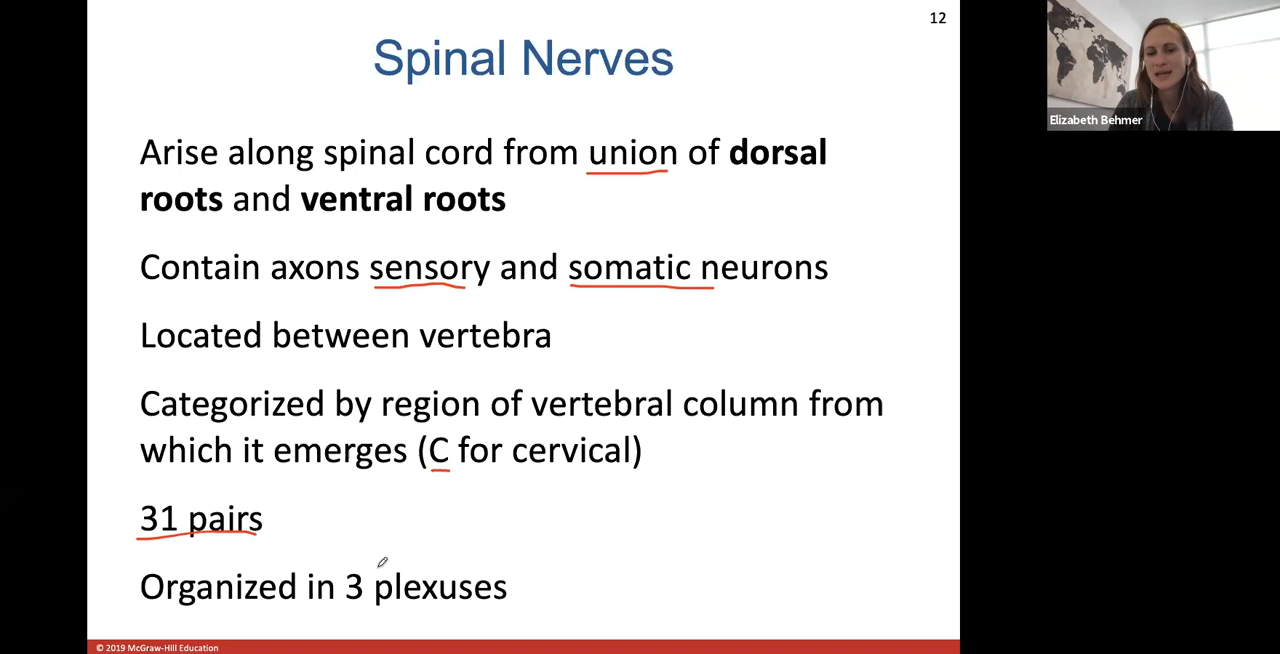 12
Spinal Nerves
Elizabeth Behmer
Arise along spinal cord from union of dorsal
roots and ventral roots
Contain axons sensory and somatic neurons
Located between vertebra
Categorized by region of vertebral column from
which it emerges (C for cervical)
31 pairs
Organized in 3 plexuses
© 2019 McGraw-Hill Education